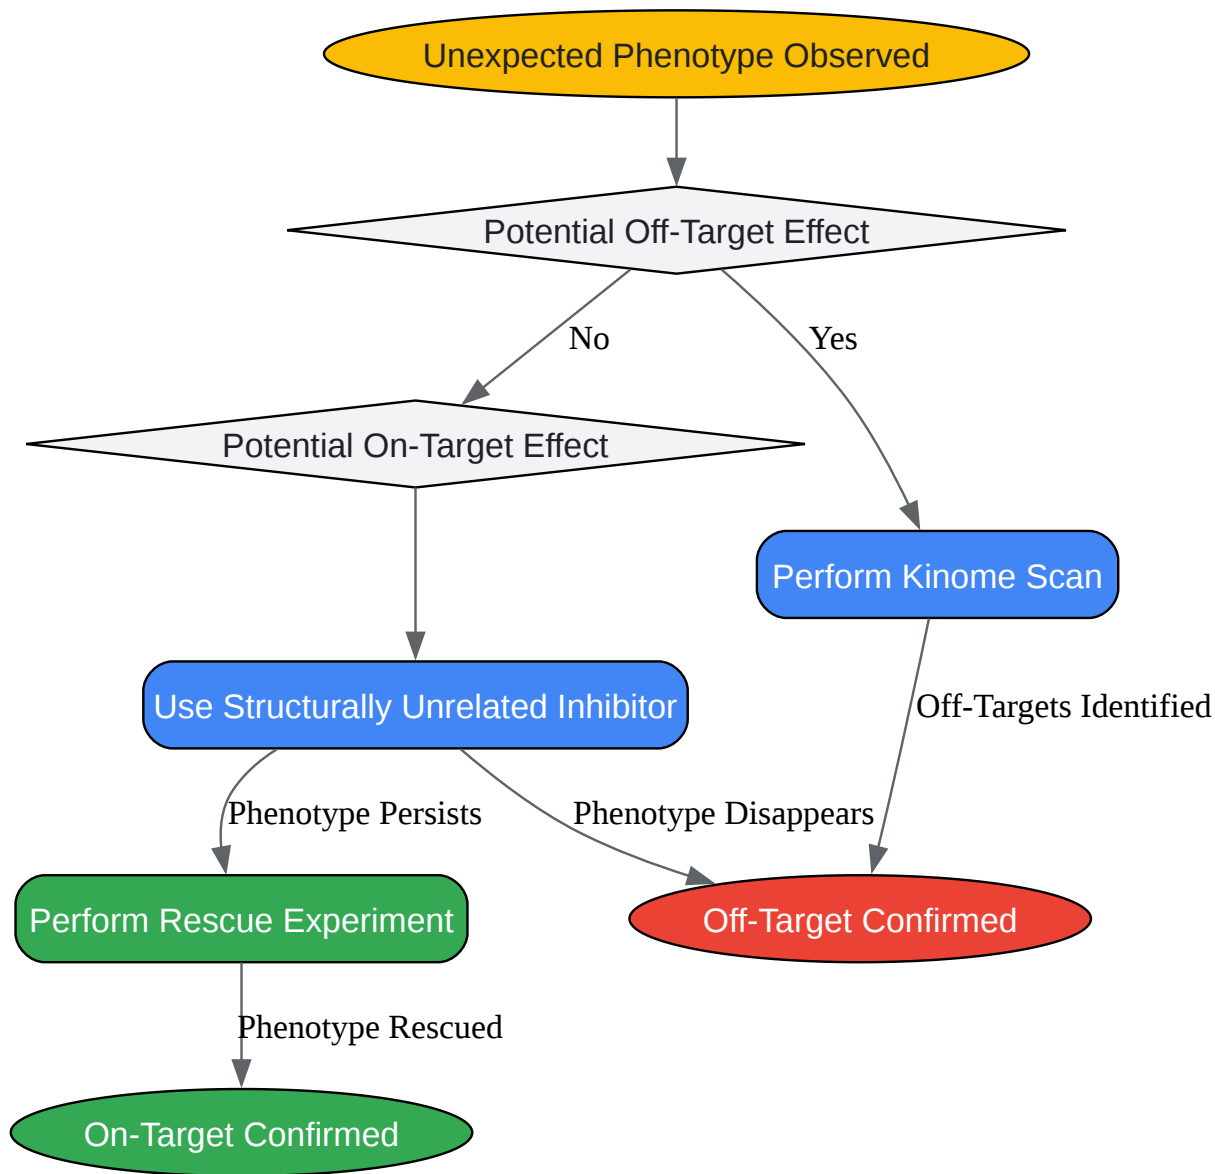 Unexpected Phenotype Observed
Potential Off-Target Effect
No
Yes
Potential On-Target Effect
Perform Kinome Scan
Use Structurally Unrelated Inhibitor
Off-Targets Identified
Phenotype Persists
Phenotype Disappears
Perform Rescue Experiment
Off-Target Confirmed
Phenotype Rescued
On-Target Confirmed